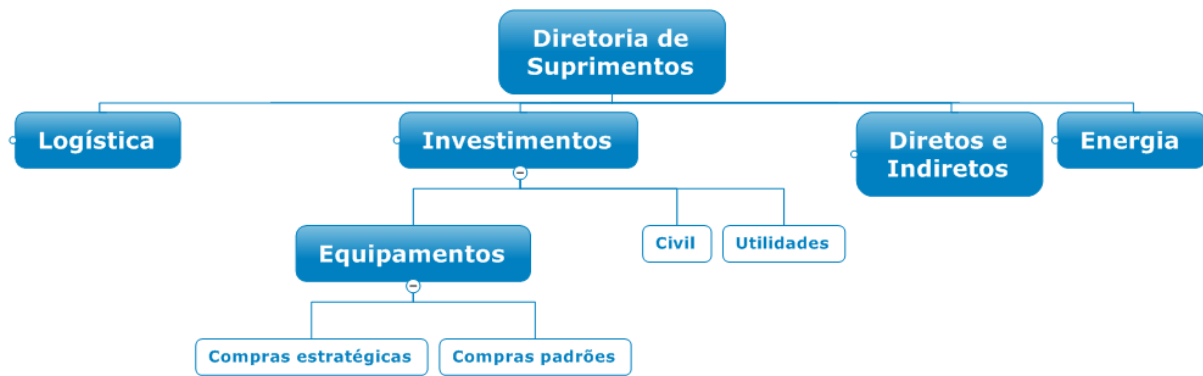 Diretoria de
Suprimentos
Logística
Investimentos
Diretos e
Indiretos
Energia
Equipamentos
Civil
Utilidades
Compras estratégicas
Compras padrões